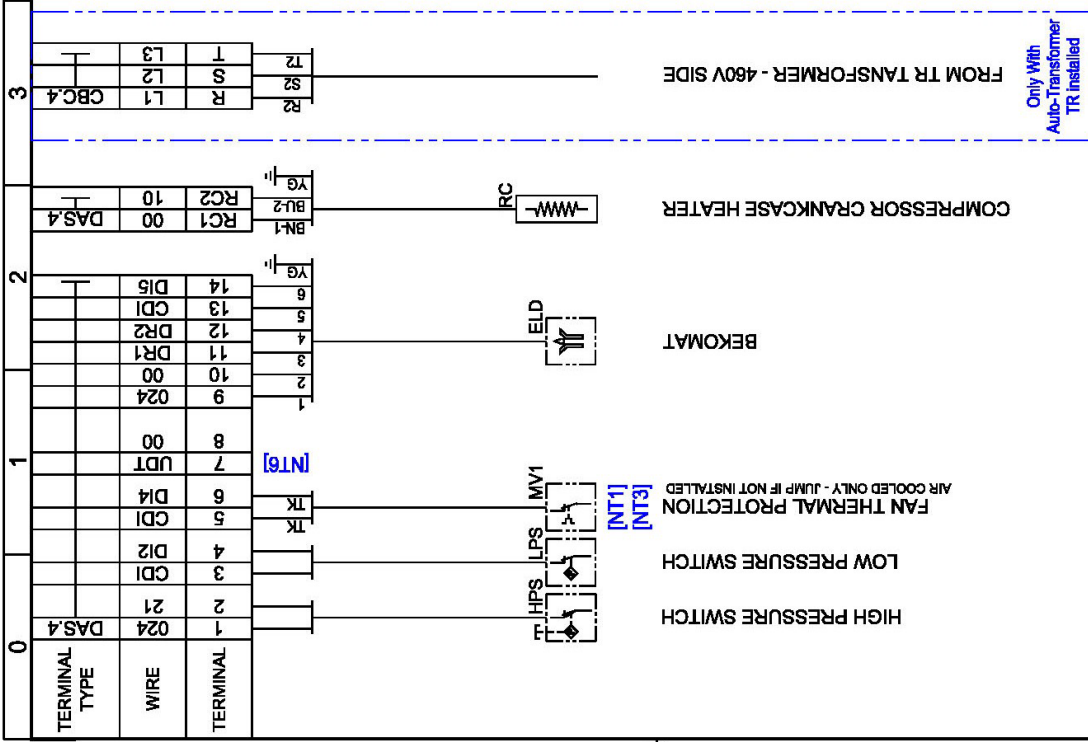 0
1
2
3
TERMINAL
TYPE
DAS.4
DAS.4
CBC.4
WIRE
024
21
CDI
DI2
CDI
DI4
UDT
00
024
00
DR1
DR2
CDI
DI5
00
10
L1
L2
L3
TERMINAL
1
2
3
4
5
6
7
8
9
10
11
12
13
14
RC1
RC2
R
S
T
TK
TK
[NT6]
1
2
3
4
5
6
YG
BN-1
BU-2
YG
R2
S2
T2
HPS
LPS
MV1
ELD
RC
[NT1]
[NT3]
HIGH PRESSURE SWITCH
LOW PRESSURE SWITCH
FAN THERMAL PROTECTION
AIR COOLED ONLY - JUMP IF NOT INSTALLED
BEKOMAT
COMPRESSOR CRANKCASE HEATER
FROM TR TANSFORMER - 460V SIDE
Only With
Auto-Transformer
TR installed